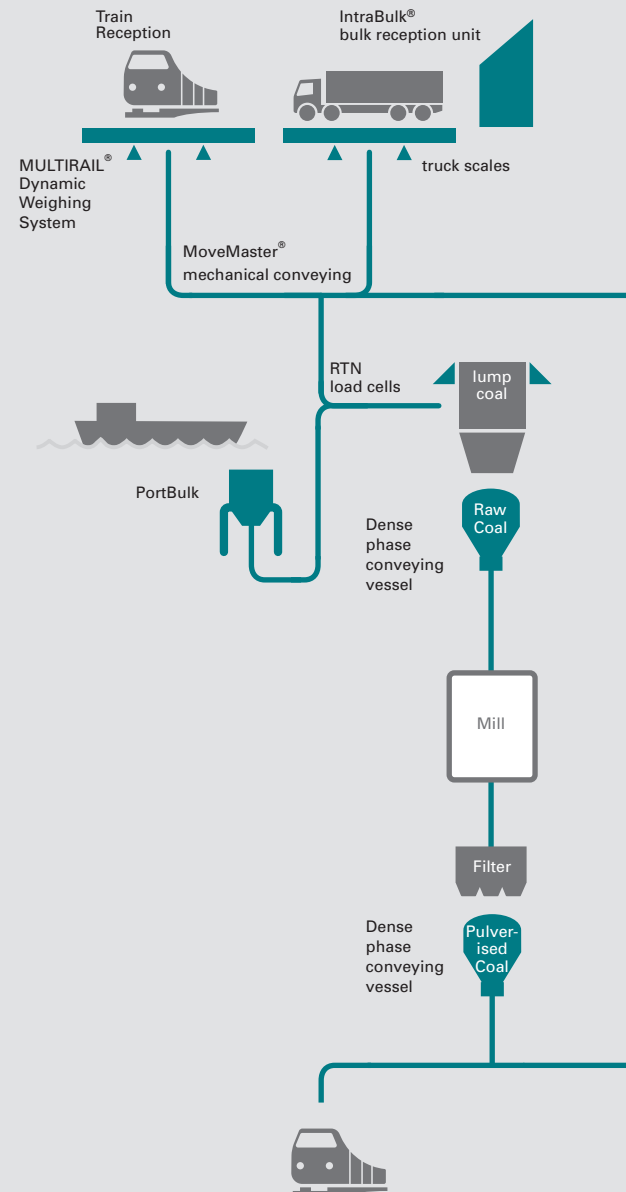 Train
Reception
IntraBulk®
bulk reception unit
MULTIRAIL®
Dynamic
Weighing
System
truck scales
MoveMaster®
mechanical conveying
RTN
load cells
lump
coal
PortBulk
Raw
Coal
Dense
phase
conveying
vessel
Mill
Filter
Dense
phase
conveying
vessel
Pulver-
ised
Coal